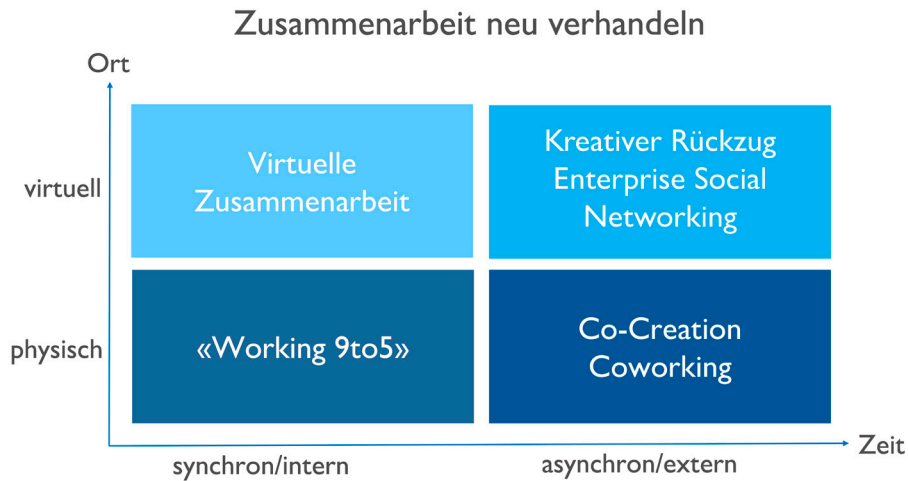 Zusammenarbeit neu verhandeln
Ort
virtuell
Virtuelle
Zusammenarbeit
Kreativer Rückzug
Enterprise Social
Networking
physisch
«Working 9to5»
Co-Creation
Coworking
Zeit
synchron/intern
asynchron/extern